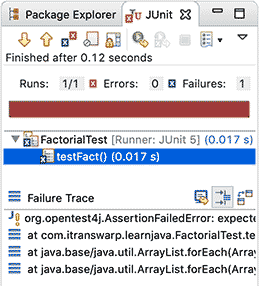 Package Explorer JUnit
Finished after 0.12 seconds
Runs: 1/1 Errors: 0 Failures: 1
FactorialTest [Runner: JUnit 5] (0.017 s)
testFact() (0.017 s)
Failure Trace
org.opentest4j.AssertionFailedError: expecte
at com.itranswarp.learnjava.FactorialTest.te
at java.base/java.util.ArrayList.forEach(Array
at java.base/java.util.ArrayList.forEach(Array